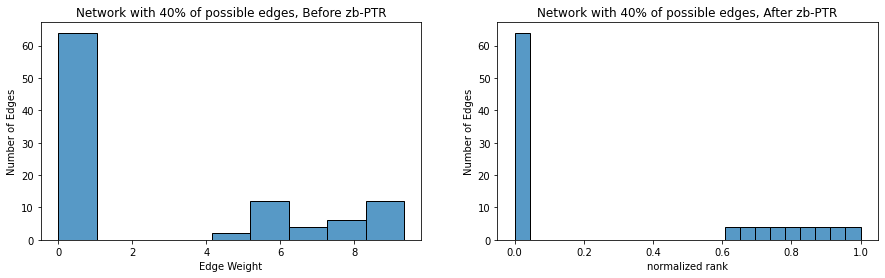 Network with 40% of possible edges, Before zb-PTR
Number of Edges
60
50
40
30
20
10
0
0 2 4 6 8
Edge Weight
Network with 40% of possible edges, After zb-PTR
Number of Edges
60
50
40
30
20
10
0
0.0 0.2 0.4 0.6 0.8 1.0
normalized rank